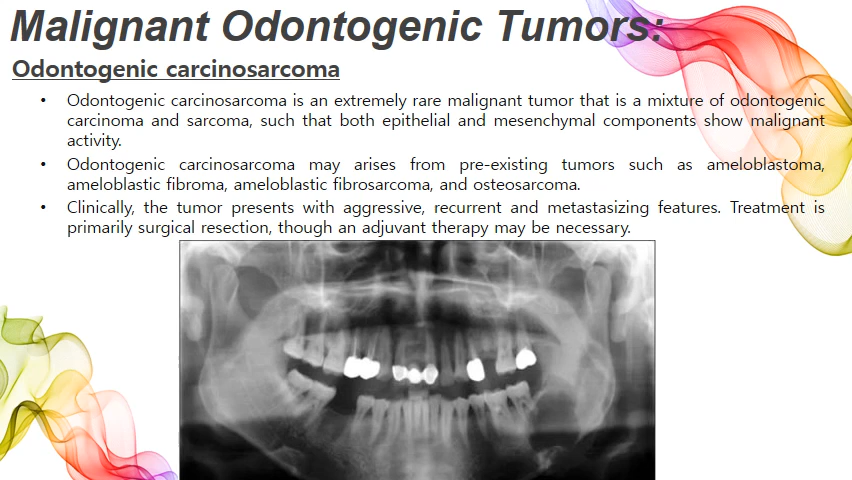 Malignant Odontogenic Tumors:
Odontogenic carcinosarcoma
• Odontogenic carcinosarcoma is an extremely rare malignant tumor that is a mixture of odontogenic
carcinoma and sarcoma, such that both epithelial and mesenchymal components show malignant
activity.
• Odontogenic carcinosarcoma may arises from pre-existing tumors such as ameloblastoma,
ameloblastic fibroma, ameloblastic fibrosarcoma, and osteosarcoma.
• Clinically, the tumor presents with aggressive, recurrent and metastasizing features. Treatment is
primarily surgical resection, though an adjuvant therapy may be necessary.